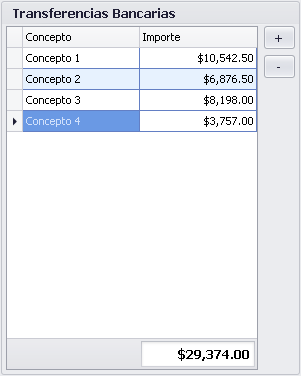 Transferencias Bancarias
Concepto Importe
Concepto 1 $10,542.50
Concepto 2 $6,876.50
Concepto 3 $8,198.00
Concepto 4 $3,757.00
$29,374.00
+
-